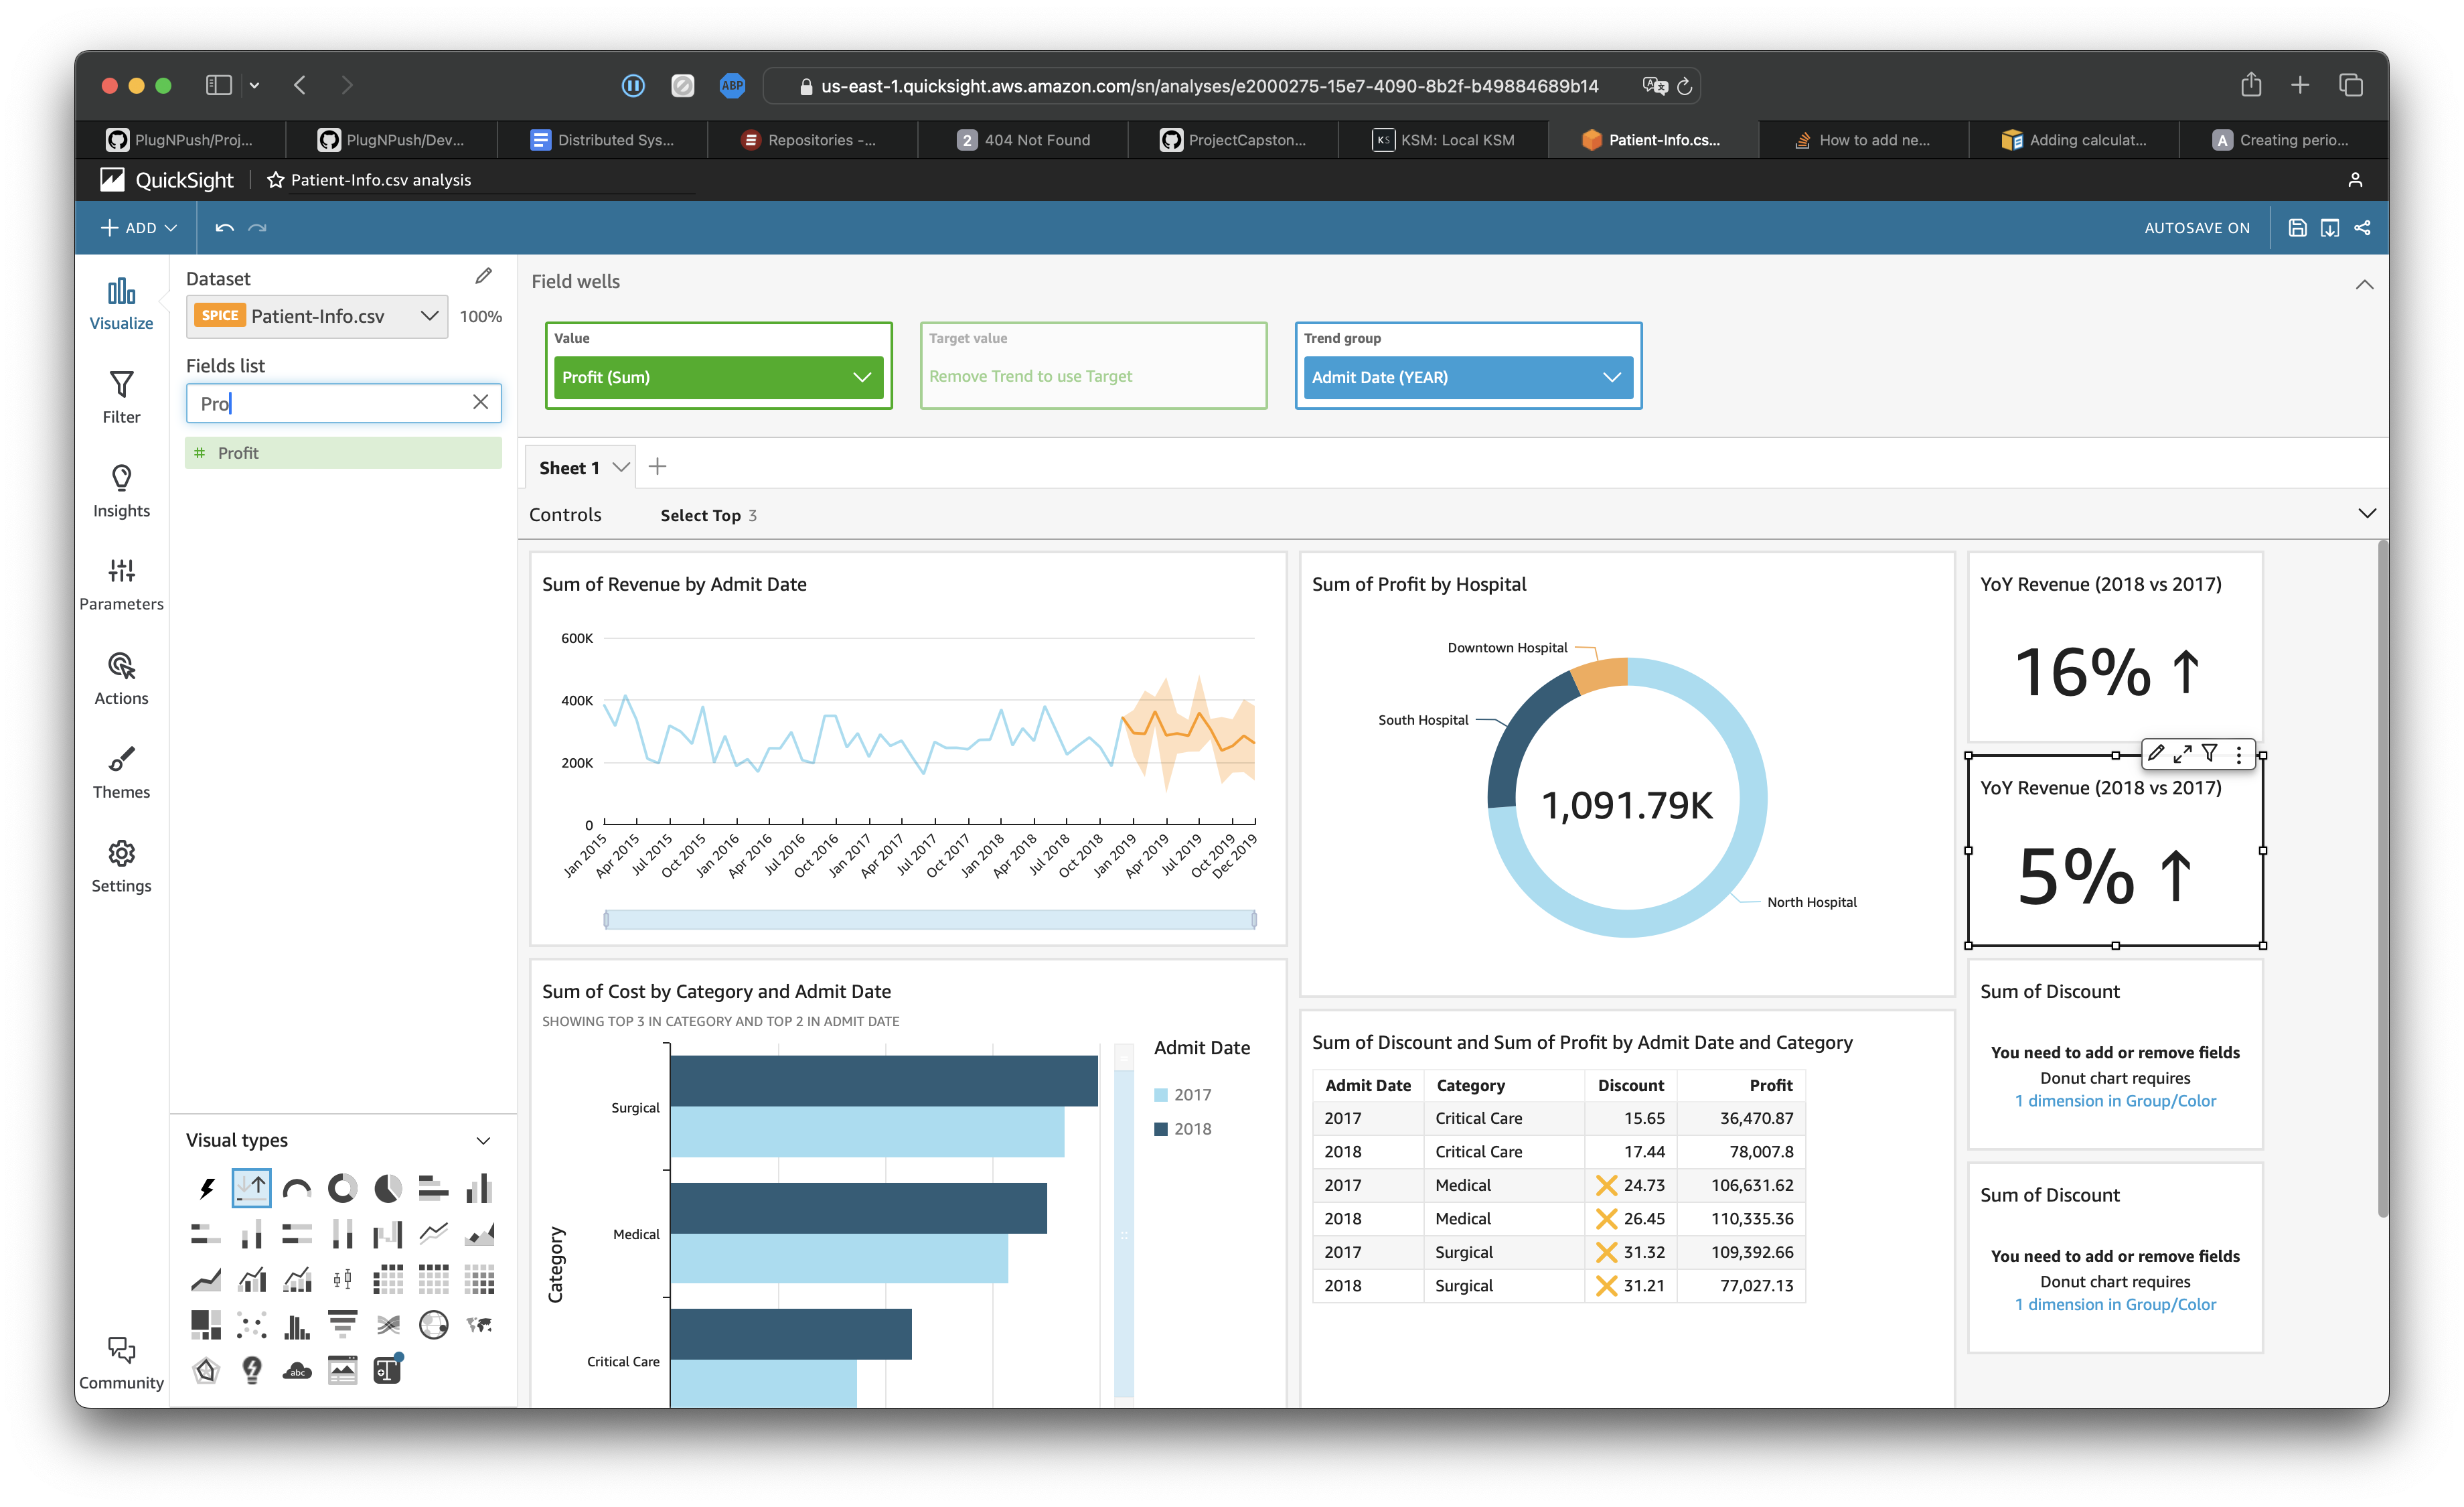 ABP
us-east-1.quicksight.aws.amazon.com/sn/analyses/e2000275-15e7-4090-8b2f-b49884689b14
PlugNPush/Proj...
PlugNPush/Dev...
Distributed Sys...
Repositories -...
2 404 Not Found
ProjectCapston...
KS KSM: Local KSM
Patient-Info.cs...
How to add ne...
Adding calculat...
A Creating perio...
QuickSight
Patient-Info.csv analysis
ADD
AUTOSAVE ON
Visualize
Filter
Insights
Parameters
Actions
Themes
Settings
Community
Dataset
SPICE Patient-Info.csv
100%
Fields list
Pro
# Profit
Visual types
abc
Field wells
Value
Profit (Sum)
Target value
Remove Trend to use Target
Trend group
Admit Date (YEAR)
Sheet 1
Controls
Select Top 3
Sum of Revenue by Admit Date
600K
400K
200K
0
Jan 2015
Apr 2015
Jul 2015
Oct 2015
Jan 2016
Apr 2016
Jul 2016
Oct 2016
Jan 2017
Apr 2017
Jul 2017
Oct 2017
Jan 2018
Apr 2018
Jul 2018
Oct 2018
Jan 2019
Apr 2019
Jul 2019
Oct 2019
Dec 2019
Sum of Profit by Hospital
Downtown Hospital
South Hospital
1,091.79K
North Hospital
YoY Revenue (2018 vs 2017)
16% ↑
YoY Revenue (2018 vs 2017)
5% ↑
Sum of Cost by Category and Admit Date
SHOWING TOP 3 IN CATEGORY AND TOP 2 IN ADMIT DATE
Category
Surgical
Medical
Critical Care
Admit Date
2017
2018
Sum of Discount and Sum of Profit by Admit Date and Category
Admit Date Category Discount Profit
2017 Critical Care 15.65 36,470.87
2018 Critical Care 17.44 78,007.8
2017 Medical 24.73 106,631.62
2018 Medical 26.45 110,335.36
2017 Surgical 31.32 109,392.66
2018 Surgical 31.21 77,027.13
Sum of Discount
You need to add or remove fields
Donut chart requires
1 dimension in Group/Color
Sum of Discount
You need to add or remove fields
Donut chart requires
1 dimension in Group/Color